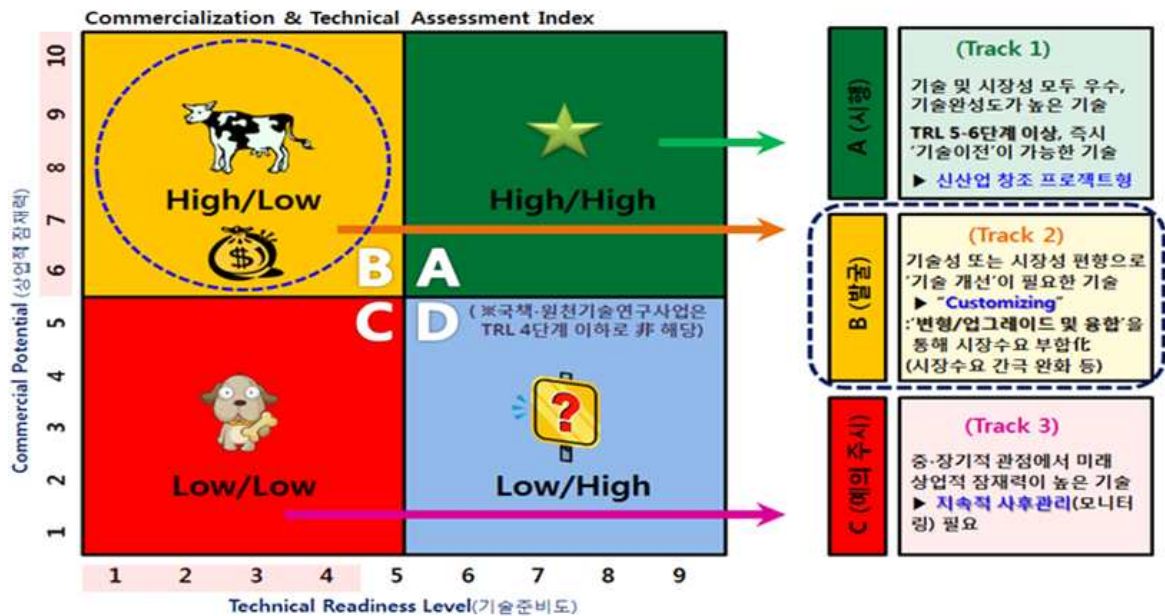 Commercialization & Technical Assessment Index
Commercial Potential (상업적 잠재력)
10
9
8
7
6
5
4
3
2
1
High/Low
$
B
High/High
A
C
Low/Low
D
( ※국책·원천기술연구사업은
TRL 4단계 이하로 非 해당)
?
Low/High
1 2 3 4 5 6 7 8 9
Technical Readiness Level(기술준비도)
A (시행)
(Track 1)
기술 및 시장성 모두 우수,
기술완성도가 높은 기술
TRL 5-6단계 이상, 즉시
'기술이전'이 가능한 기술
▶ 신산업 창조 프로젝트형
B (발굴)
(Track 2)
기술성 또는 시장성 편향으로
'기술 개선'이 필요한 기술
▶ "Customizing"
:'변형/업그레이드 및 융합'을
통해 시장수요 부합化
(시장수요 간극 완화 등)
C (예의 주시)
(Track 3)
중·장기적 관점에서 미래
상업적 잠재력이 높은 기술
▶ 지속적 사후관리(모니터
링) 필요